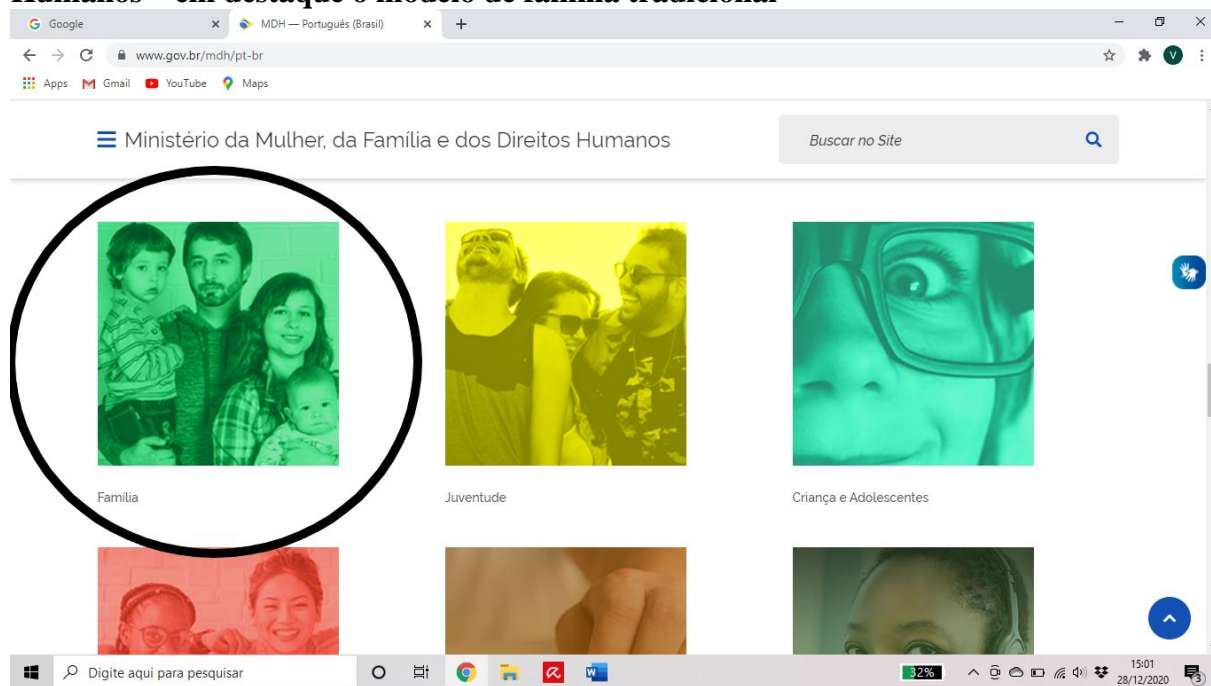 Humanos – em destaque o modelo de família tradicional
Google
MDH — Português (Brasil)
www.gov.br/mdh/pt-br
V
Apps
Gmail
YouTube
Maps
Ministério da Mulher, da Família e dos Direitos Humanos
Buscar no Site
Família
Juventude
Criança e Adolescentes
Digite aqui para pesquisar
32%
15:01
28/12/2020
3